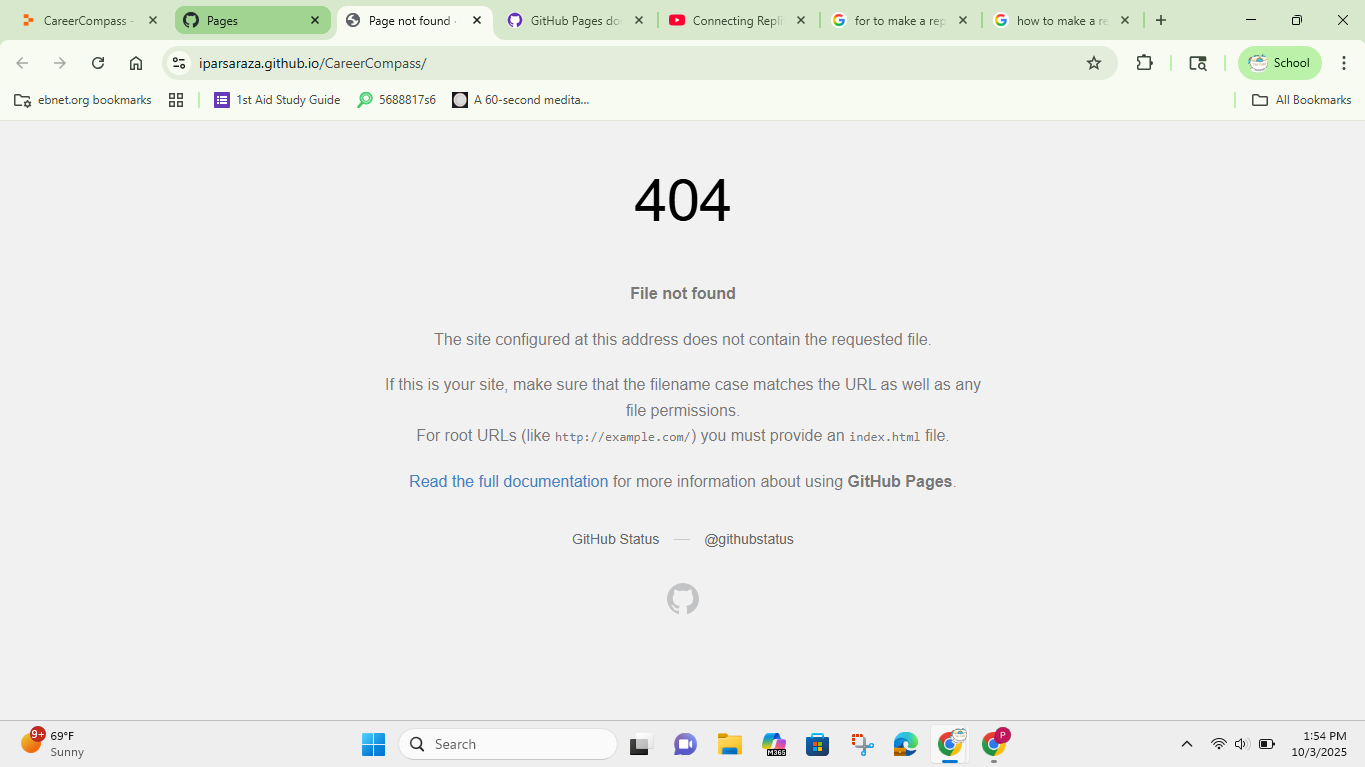 CareerCompass -
Pages
Page not found ·
GitHub Pages do
Connecting Repli
for to make a rep
how to make a re
iparsaraza.github.io/CareerCompass/
School
ebnet.org bookmarks
1st Aid Study Guide
5688817s6
A 60-second medita...
All Bookmarks
404
File not found
The site configured at this address does not contain the requested file.
If this is your site, make sure that the filename case matches the URL as well as any
file permissions.
For root URLs (like http://example.com/) you must provide an index.html file.
Read the full documentation for more information about using GitHub Pages.
GitHub Status — @githubstatus
9+
69°F
Sunny
Search
M365
P
1:54 PM
10/3/2025